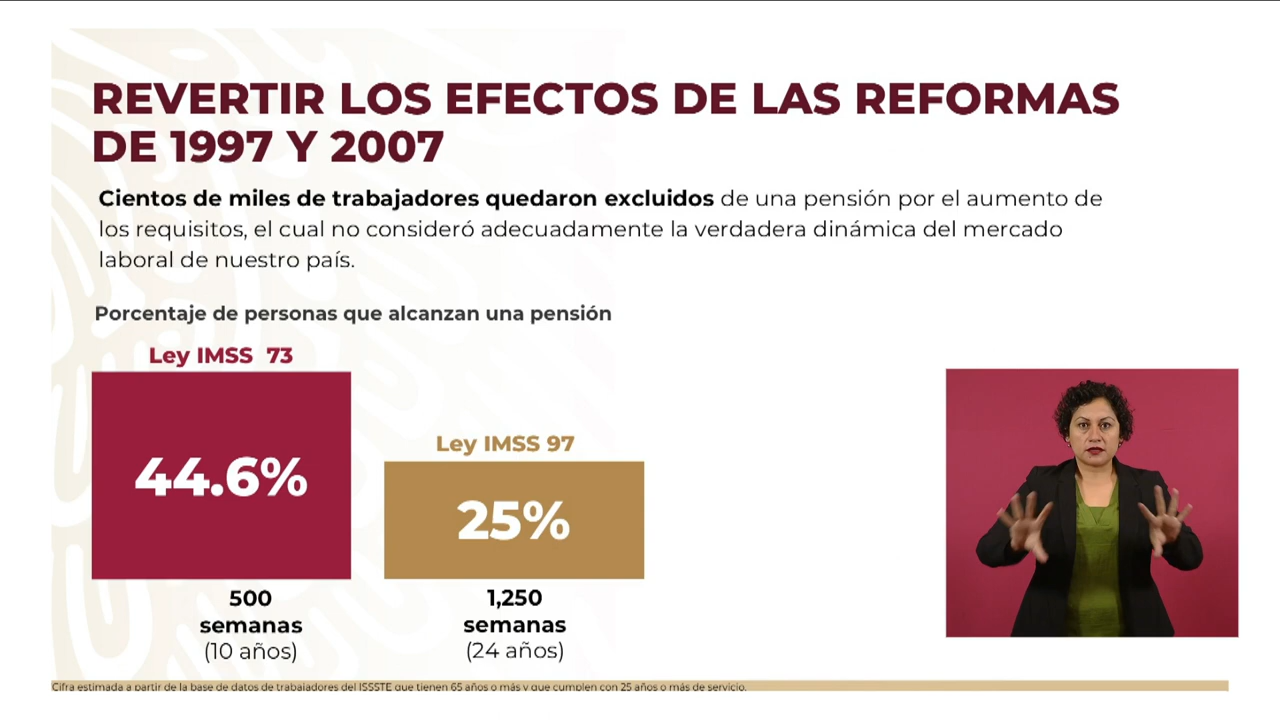 REVERTIR LOS EFECTOS DE LAS REFORMAS
DE 1997 Y 2007
Cientos de miles de trabajadores quedaron excluidos de una pensión por el aumento de
los requisitos, el cual no consideró adecuadamente la verdadera dinámica del mercado
laboral de nuestro país.
Porcentaje de personas que alcanzan una pensión
Ley IMSS 73
44.6%
Ley IMSS 97
25%
500
semanas
(10 años)
1,250
semanas
(24 años)
Cifra estimada a partir de la base de datos de trabajadores del ISSSTE que tienen 65 años o más y que cumplen con 25 años o más de servicio.